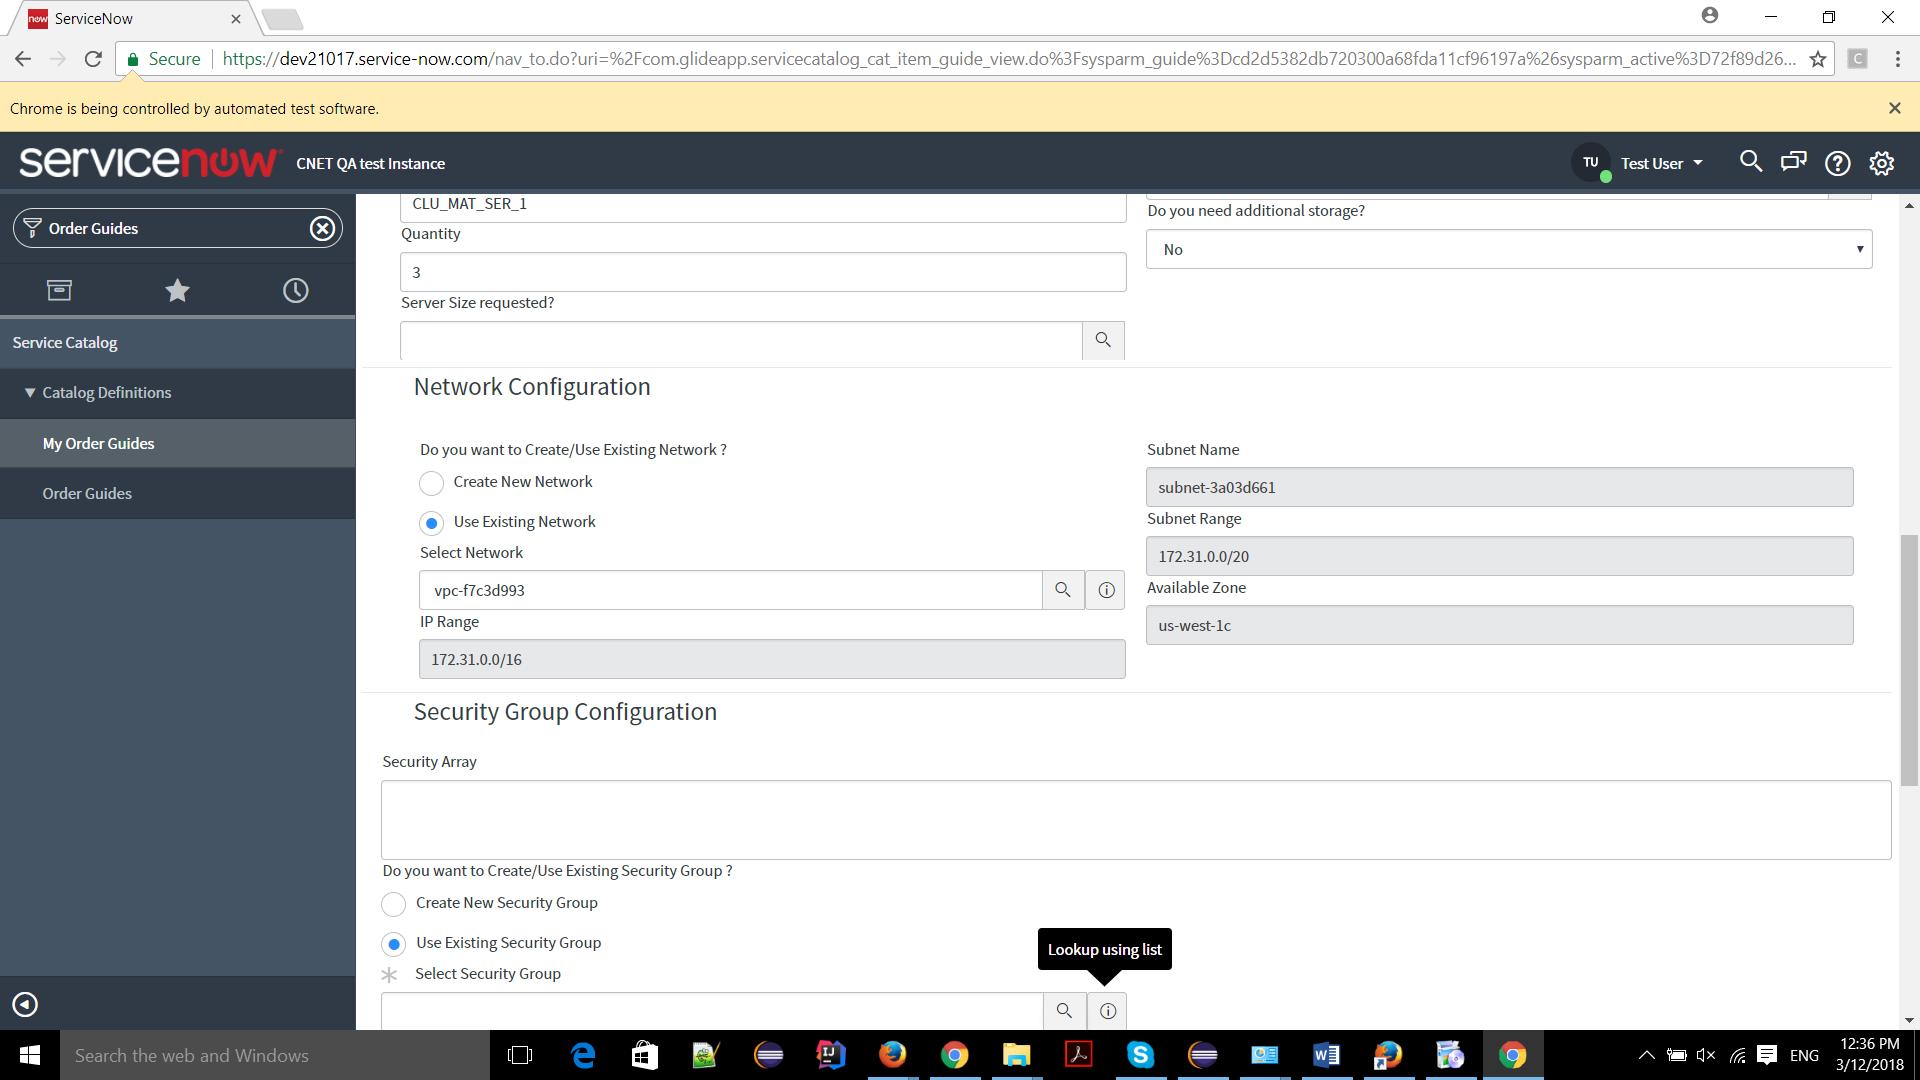 now ServiceNow
Secure https://dev21017.service-now.com/nav_to.do?uri=%2Fcom.glideapp.servicecatalog_cat_item_guide_view.do%3Fsysparm_guide%3Dcd2d5382db720300a68fda11cf96197a%26sysparm_active%3D72f89d26... C
Chrome is being controlled by automated test software.
servicenow CNET QA test Instance TU Test User
Order Guides
Service Catalog
Catalog Definitions
My Order Guides
Order Guides
CLU_MAT_SER_1
Quantity
3
Server Size requested?
Do you need additional storage?
No
Network Configuration
Do you want to Create/Use Existing Network ?
Create New Network
Use Existing Network
Select Network
vpc-f7c3d993
IP Range
172.31.0.0/16
Subnet Name
subnet-3a03d661
Subnet Range
172.31.0.0/20
Available Zone
us-west-1c
Security Group Configuration
Security Array
Do you want to Create/Use Existing Security Group ?
Create New Security Group
Use Existing Security Group
Select Security Group
Lookup using list
Search the web and Windows
ENG
12:36 PM
3/12/2018